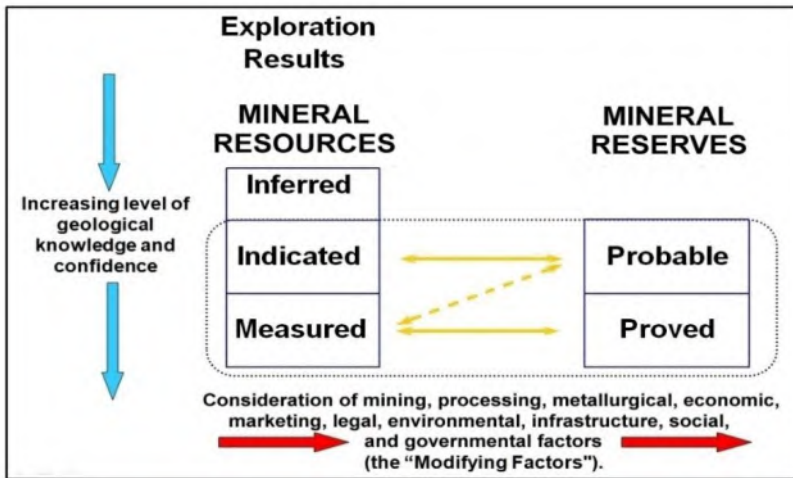 Exploration
Results
MINERAL
RESOURCES
MINERAL
RESERVES
Inferred
Increasing level of
geological
knowledge and
confidence
Indicated
Probable
Measured
Proved
Consideration of mining, processing, metallurgical, economic,
marketing, legal, environmental, infrastructure, social,
and governmental factors
(the “Modifying Factors").